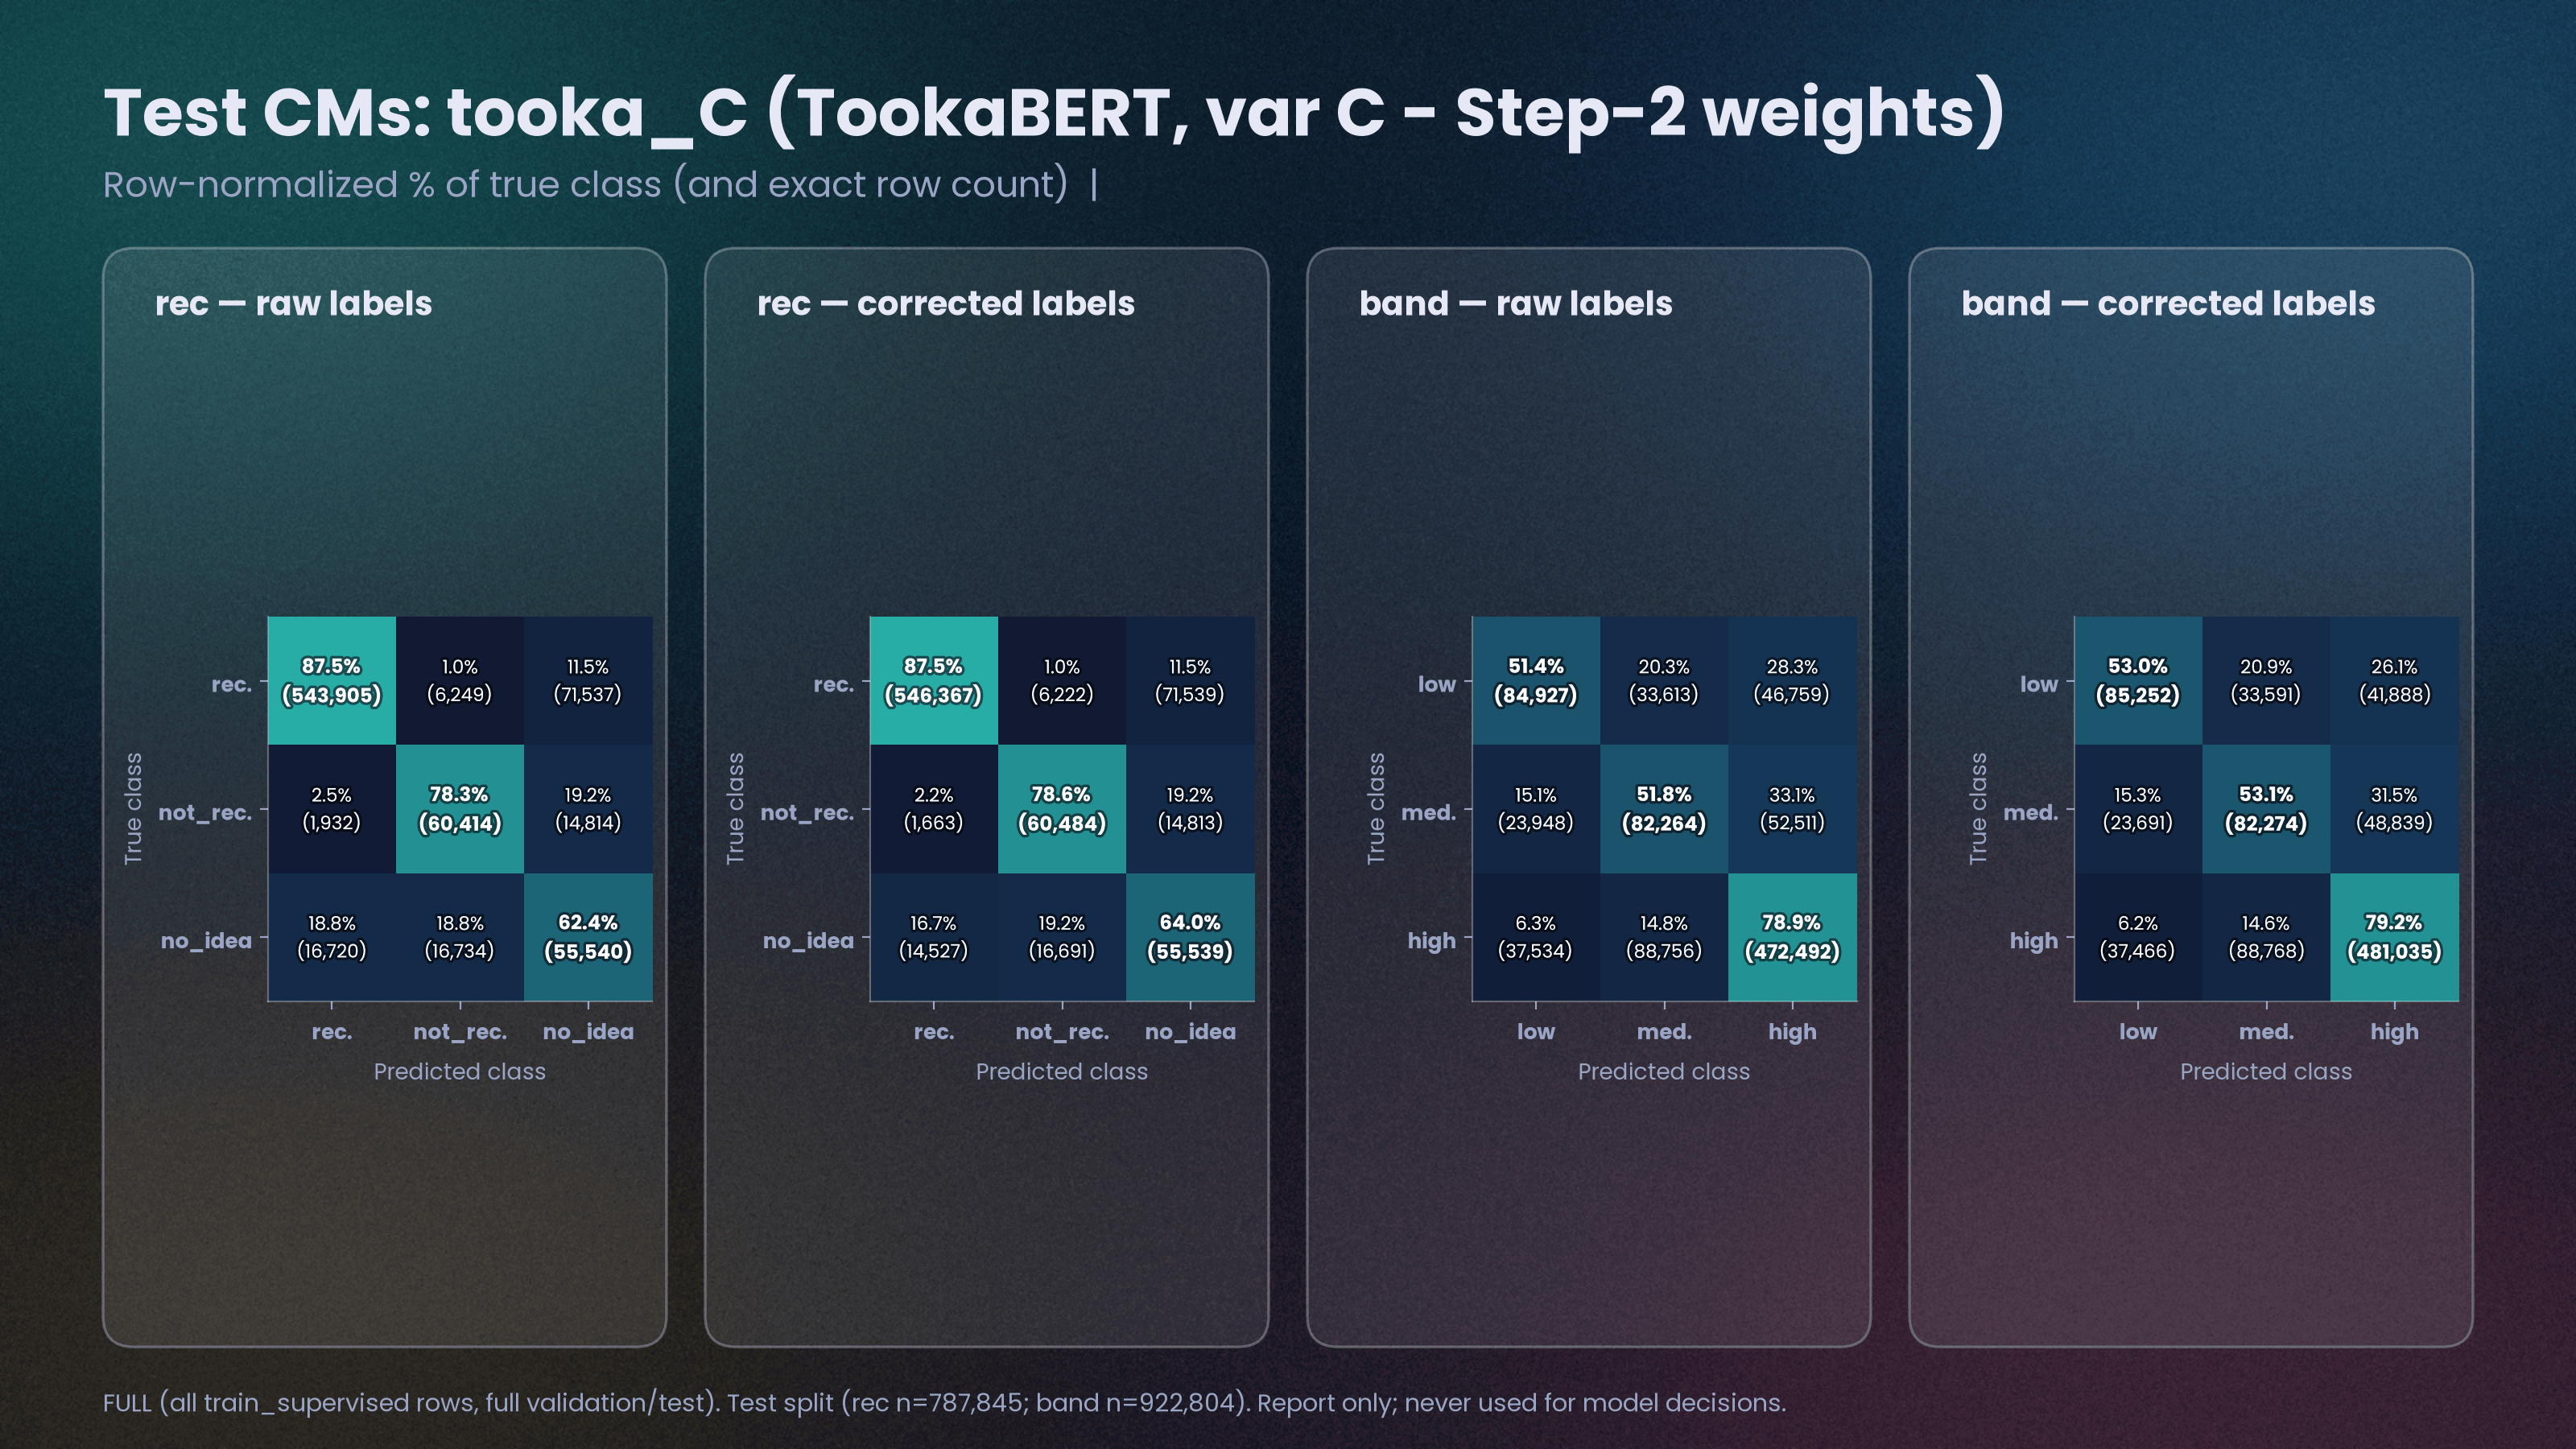 Test CMs: tooka_C (TookaBERT, var C - Step-2 weights)
Row-normalized % of true class (and exact row count) |
rec — raw labels
True class
rec.
87.5% 1.0% 11.5%
(543,905) (6,249) (71,537)
not_rec.
2.5% 78.3% 19.2%
(1,932) (60,414) (14,814)
no_idea
18.8% 18.8% 62.4%
(16,720) (16,734) (55,540)
rec. not_rec. no_idea
Predicted class
rec — corrected labels
True class
rec.
87.5% 1.0% 11.5%
(546,367) (6,222) (71,539)
not_rec.
2.2% 78.6% 19.2%
(1,663) (60,484) (14,813)
no_idea
16.7% 19.2% 64.0%
(14,527) (16,691) (55,539)
rec. not_rec. no_idea
Predicted class
band — raw labels
True class
low
51.4% 20.3% 28.3%
(84,927) (33,613) (46,759)
med.
15.1% 51.8% 33.1%
(23,948) (82,264) (52,511)
high
6.3% 14.8% 78.9%
(37,534) (88,756) (472,492)
low med. high
Predicted class
band — corrected labels
True class
low
53.0% 20.9% 26.1%
(85,252) (33,591) (41,888)
med.
15.3% 53.1% 31.5%
(23,691) (82,274) (48,839)
high
6.2% 14.6% 79.2%
(37,466) (88,768) (481,035)
low med. high
Predicted class
FULL (all train_supervised rows, full validation/test). Test split (rec n=787,845; band n=922,804). Report only; never used for model decisions.